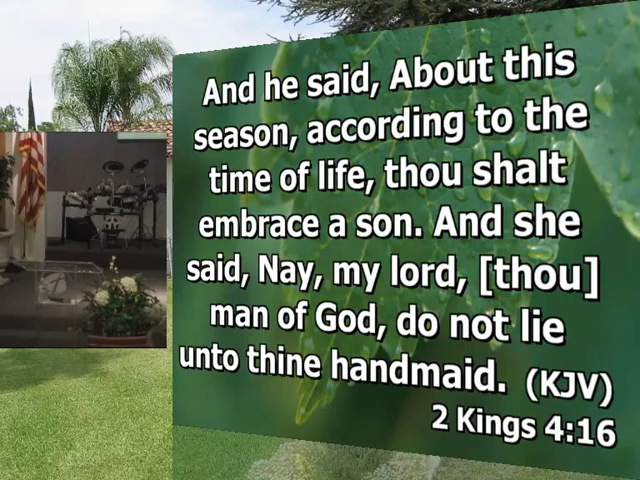 And he said, About this
season, according to the
time of life, thou shalt
embrace a son. And she
said, Nay, my lord, [thou]
man of God, do not lie
unto thine handmaid. (KJV)
2 Kings 4:16